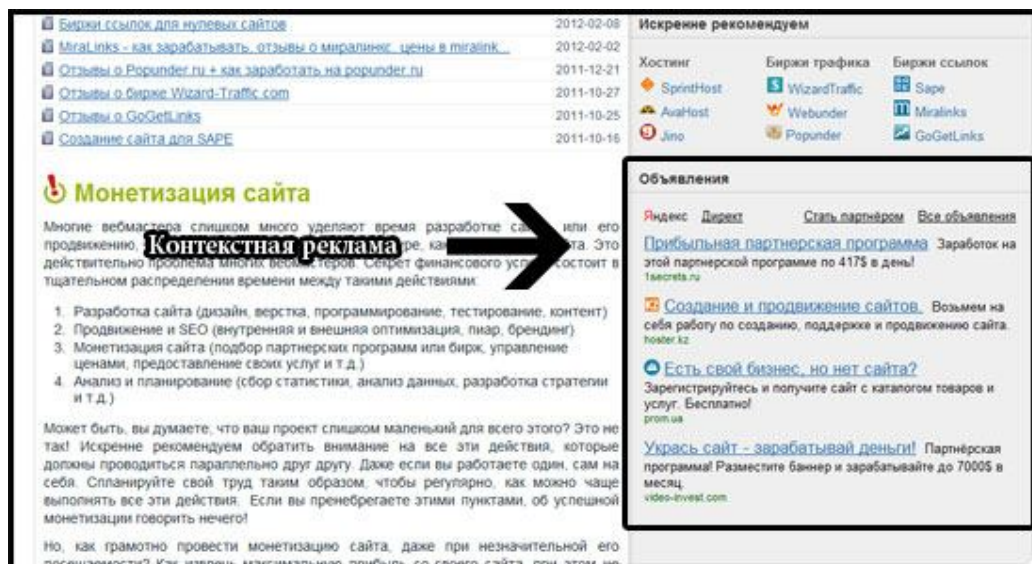 Биржи ссылок для нулевых сайтов 2012-02-08
MiraLinks - как зарабатывать, отзывы о миралинкс, цены в miralink... 2012-02-02
Отзывы о Popunder.ru + как заработать на popunder.ru 2011-12-21
Отзывы о бирже Wizard-Traffic.com 2011-10-27
Отзывы о GoGetLinks 2011-10-25
Создание сайта для SAPE 2011-10-16
Монетизация сайта
Многие вебмастера слишком много уделяют время разработке или его
продвижению, Это
действительно проблема многих вебмастеров. Секрет финансового состоит в
тщательном распределении времени между такими действиями:
1. Разработка сайта (дизайн, верстка, программирование, тестирование, контент)
2. Продвижение и SEO (внутренняя и внешняя оптимизация, пиар, брендинг)
3. Монетизация сайта (подбор партнерских программ или бирж, управление
ценами, предоставление своих услуг и т.д.)
4. Анализ и планирование (сбор статистики, анализ данных, разработка стратегии
и т.д.)
Может быть, вы думаете, что ваш проект слишком маленький для всего этого? Это не
так! Искренне рекомендуем обратить внимание на все эти действия, которые
должны проводиться параллельно друг другу. Даже если вы работаете один, сам на
себя. Спланируйте свой труд таким образом, чтобы регулярно, как можно чаще
выполнять все эти действия. Если вы пренебрегаете этими пунктами, об успешной
монетизации говорить нечего!
Но, как грамотно провести монетизацию сайта, даже при незначительной его
Контекстная реклама
Искренне рекомендуем
Хостинг Биржи трафика Биржи ссылок
SprintHost WizardTraffic Sape
AvaHost Webunder Miralinks
Jino Popunder GoGetLinks
Объявления
Яндекс Директ Стать партнёром Все объявления
Прибыльная партнерская программа Заработок на
этой партнерской программе по 417$ в день!
1secrets.ru
Создание и продвижение сайтов. Возьмем на
себя работу по созданию, поддержке и продвижению сайта.
hoster.kz
Есть свой бизнес, но нет сайта?
Зарегистрируйтесь и получите сайт с каталогом товаров и
услуг. Бесплатно!
prom.ua
Укрась сайт - зарабатывай деньги! Партнёрская
программа! Разместите баннер и зарабатывайте до 7000$ в
месяц.
video-invest.com